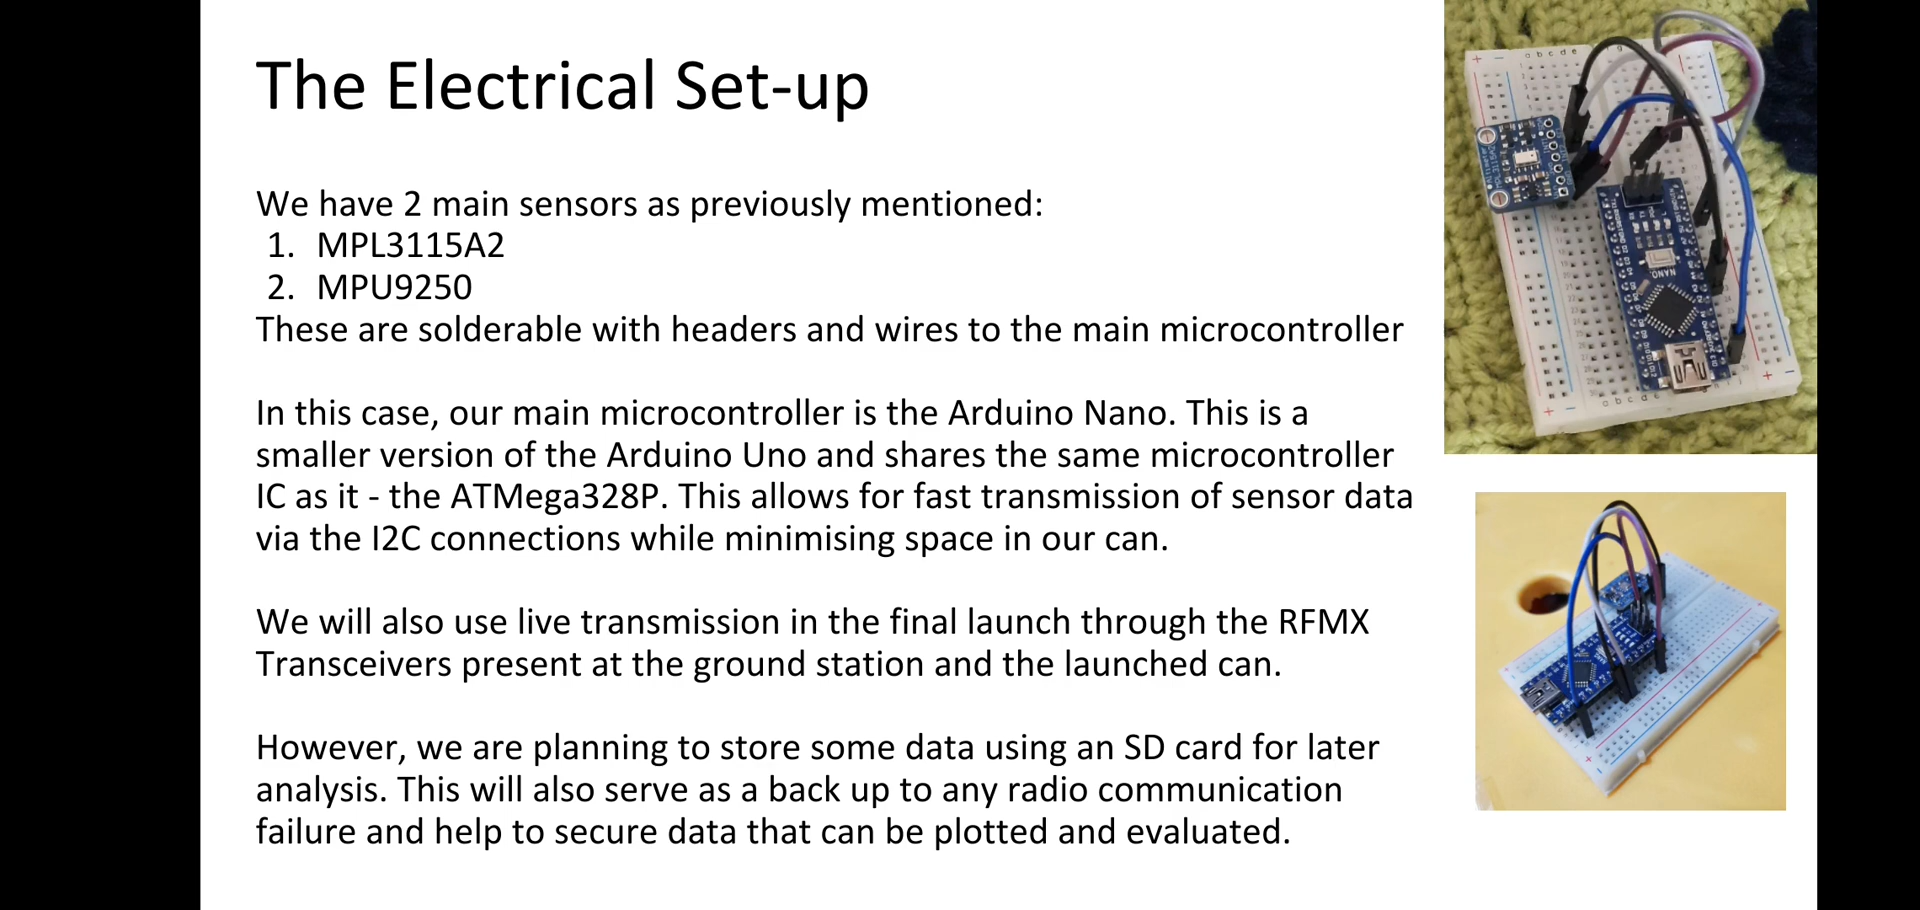 The Electrical Set-up
We have 2 main sensors as previously mentioned:
1. MPL3115A2
2. MPU9250
These are solderable with headers and wires to the main microcontroller
In this case, our main microcontroller is the Arduino Nano. This is a
smaller version of the Arduino Uno and shares the same microcontroller
IC as it - the ATMega328P. This allows for fast transmission of sensor data
via the I2C connections while minimising space in our can.
We will also use live transmission in the final launch through the RFMX
Transceivers present at the ground station and the launched can.
However, we are planning to store some data using an SD card for later
analysis. This will also serve as a back up to any radio communication
failure and help to secure data that can be plotted and evaluated.
NANO